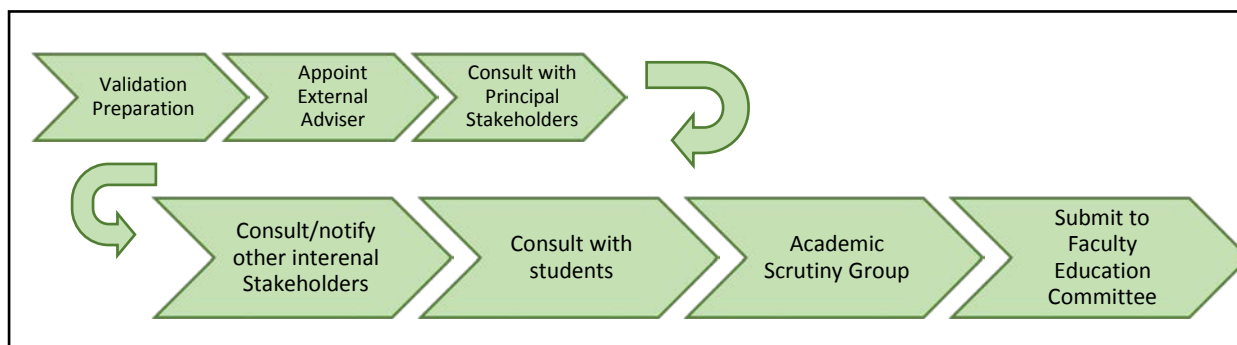 Validation
Preparation
Appoint
External
Adviser
Consult with
Principal
Stakeholders
Consult/notify
other interenal
Stakeholders
Consult with
students
Academic
Scrutiny Group
Submit to
Faculty
Education
Committee